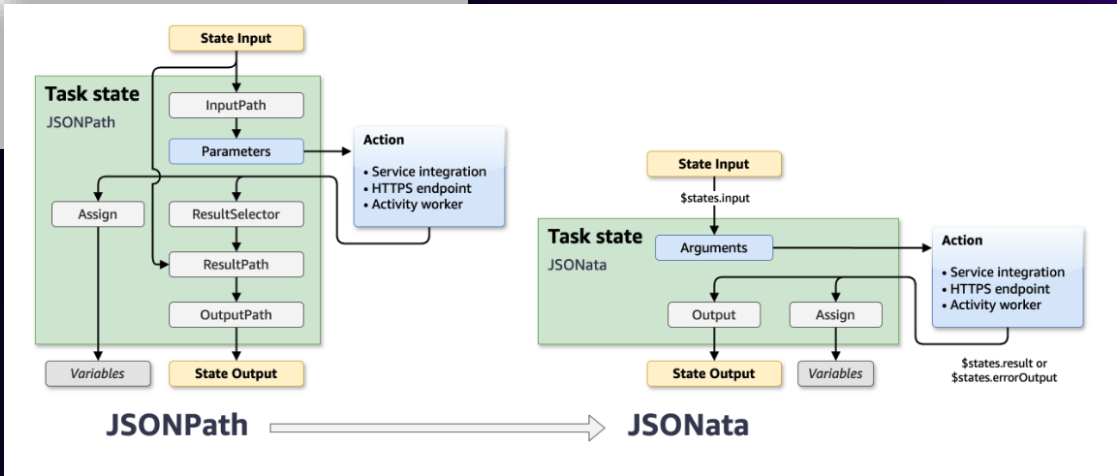 State Input
Task state
JSONPath
InputPath
Parameters
Action
• Service integration
• HTTPS endpoint
• Activity worker
Assign
ResultSelector
ResultPath
OutputPath
Variables
State Output
State Input
$states.input
Task state
JSONata
Arguments
Action
• Service integration
• HTTPS endpoint
• Activity worker
Output
Assign
State Output
Variables
$states.result or
$states.errorOutput
JSONPath
JSONata